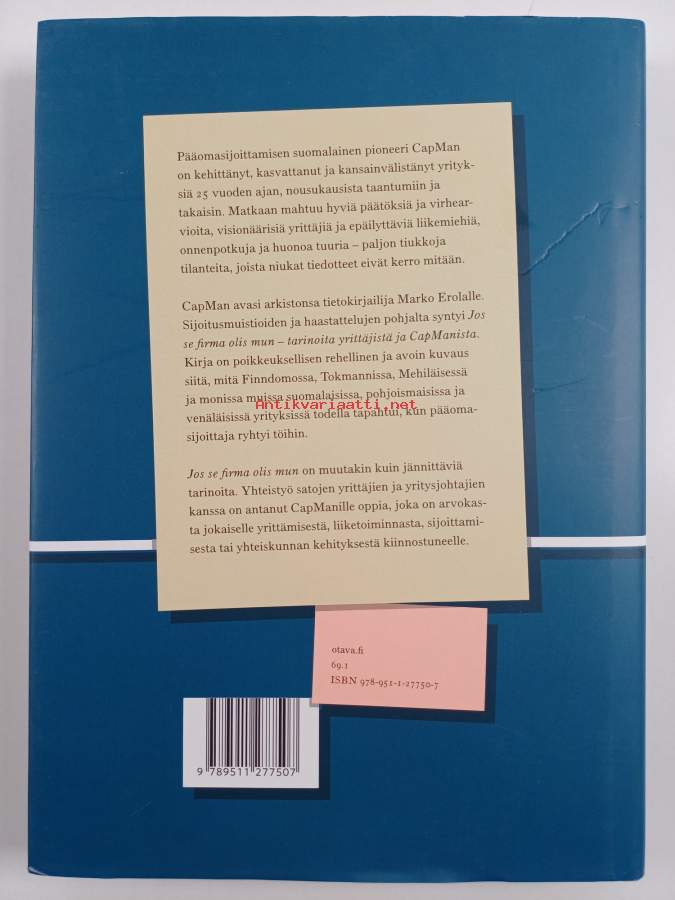 Pääomasijoittamisen suomalainen pioneeri CapMan
on kehittänyt, kasvattanut ja kansainvälistänyt yrityk-
siä 25 vuoden ajan, nousukausista taantumiin ja
takaisin. Matkaan mahtuu hyviä päätöksiä ja virhear-
vioita, visionäärisiä yrittäjiä ja epäilyttäviä liikemiehiä,
onnenpotkuja ja huonoa tuuria – paljon tiukkoja
tilanteita, joista niukat tiedotteet eivät kerro mitään.
CapMan avasi arkistonsa tietokirjailija Marko Erolalle.
Sijoitusmuistioiden ja haastattelujen pohjalta syntyi Jos
se firma olis mun – tarinoita yrittäjistä ja CapManista.
Kirja on poikkeuksellisen rehellinen ja avoin kuvaus
siitä, mitä Finndomossa, Tokmannissa, Mehiläisessä
ja monissa muissa suomalaisissa, pohjoismaisissa ja
Antikvariaatti.net
venäläisissä yrityksissä todella tapahtui, kun pääoma-
sijoittaja ryhtyi töihin.
Jos se firma olis mun on muutakin kuin jännittäviä
tarinoita. Yhteistyö satojen yrittäjien ja yritysjohtajien
kanssa on antanut CapManille oppia, joka on arvokas-
ta jokaiselle yrittämisestä, liiketoiminnasta, sijoittami-
sesta tai yhteiskunnan kehityksestä kiinnostuneelle.
otava.fi
69.1
ISBN 978-951-1-27750-7
9 789511 277507